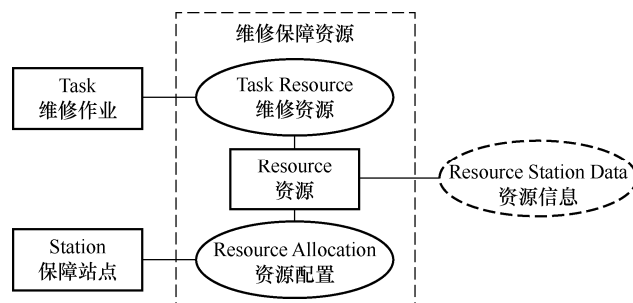 维修保障资源
Task
维修作业
Task Resource
维修资源
Resource
资源
Resource Station Data
资源信息
Station
保障站点
Resource Allocation
资源配置